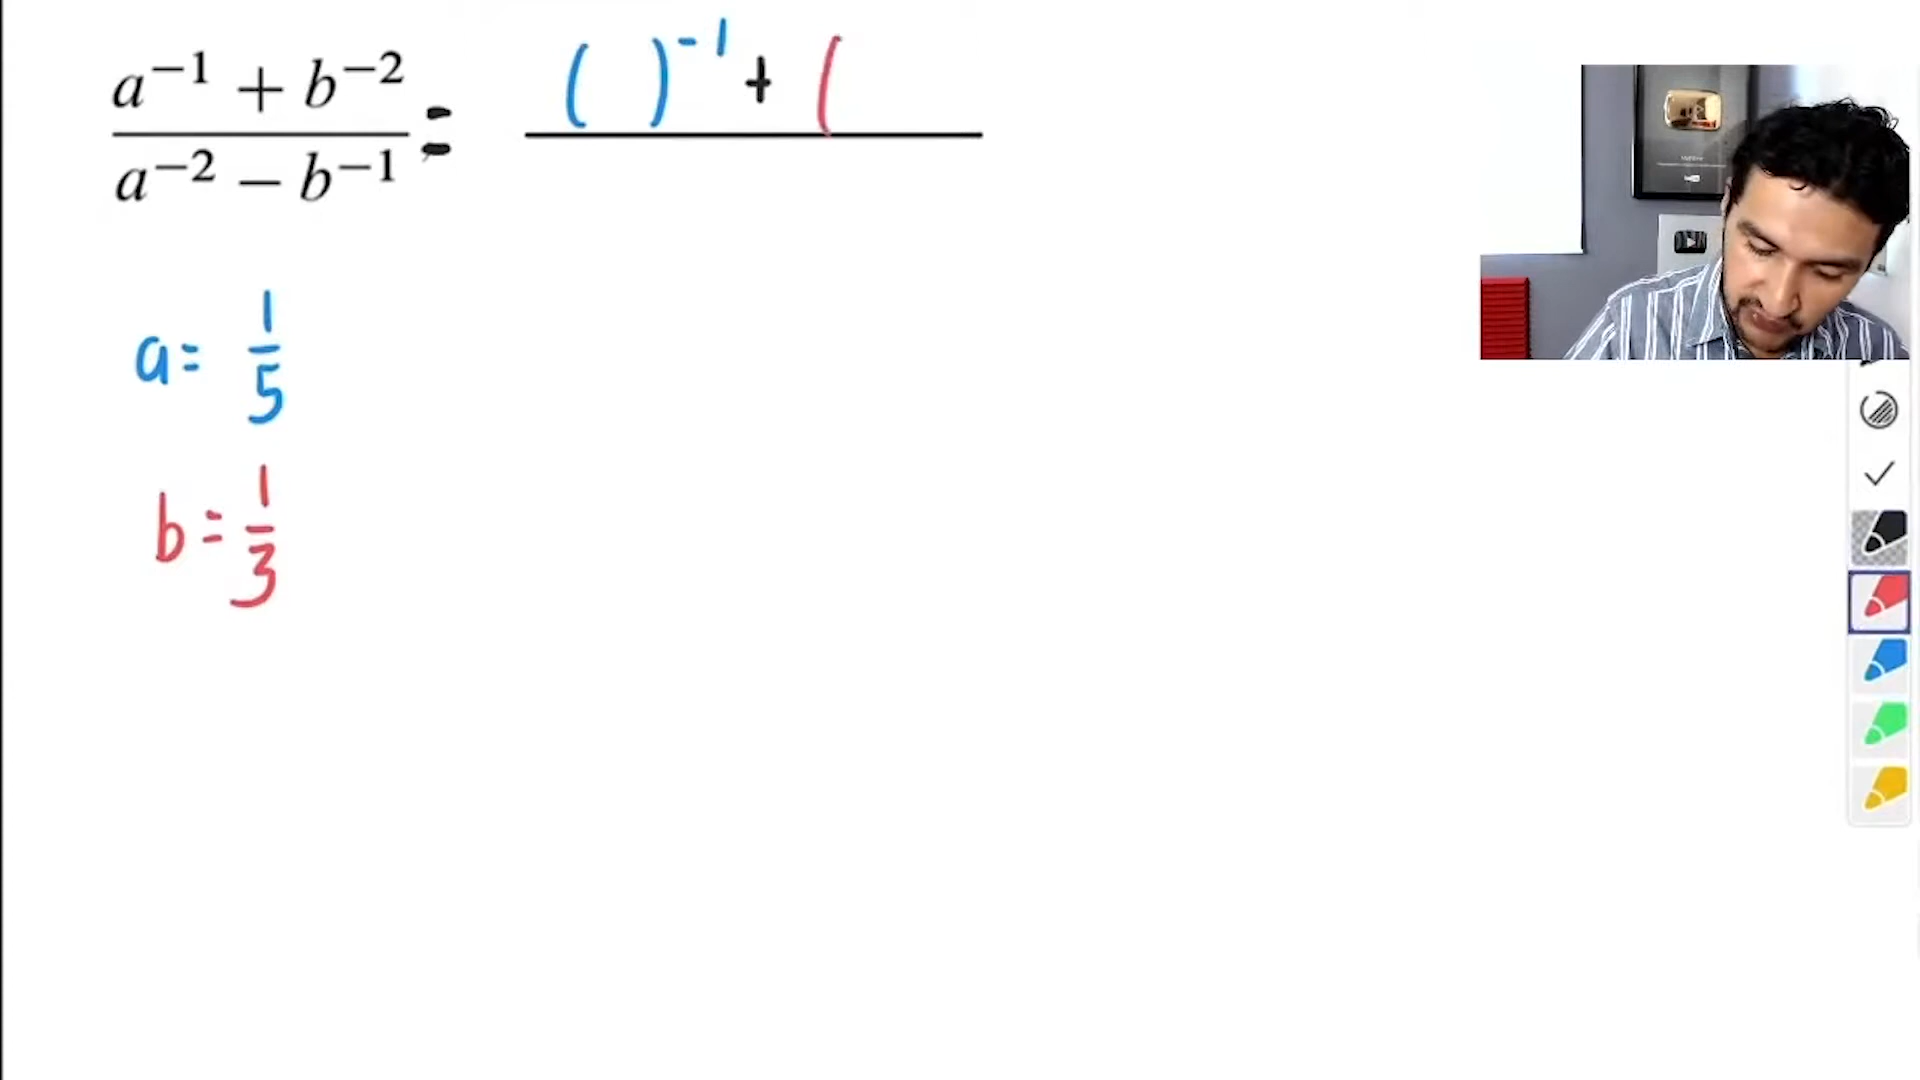 a⁻¹ + b⁻² / a⁻² − b⁻¹ = ( )⁻¹ + (
a = 1/5
b = 1/3